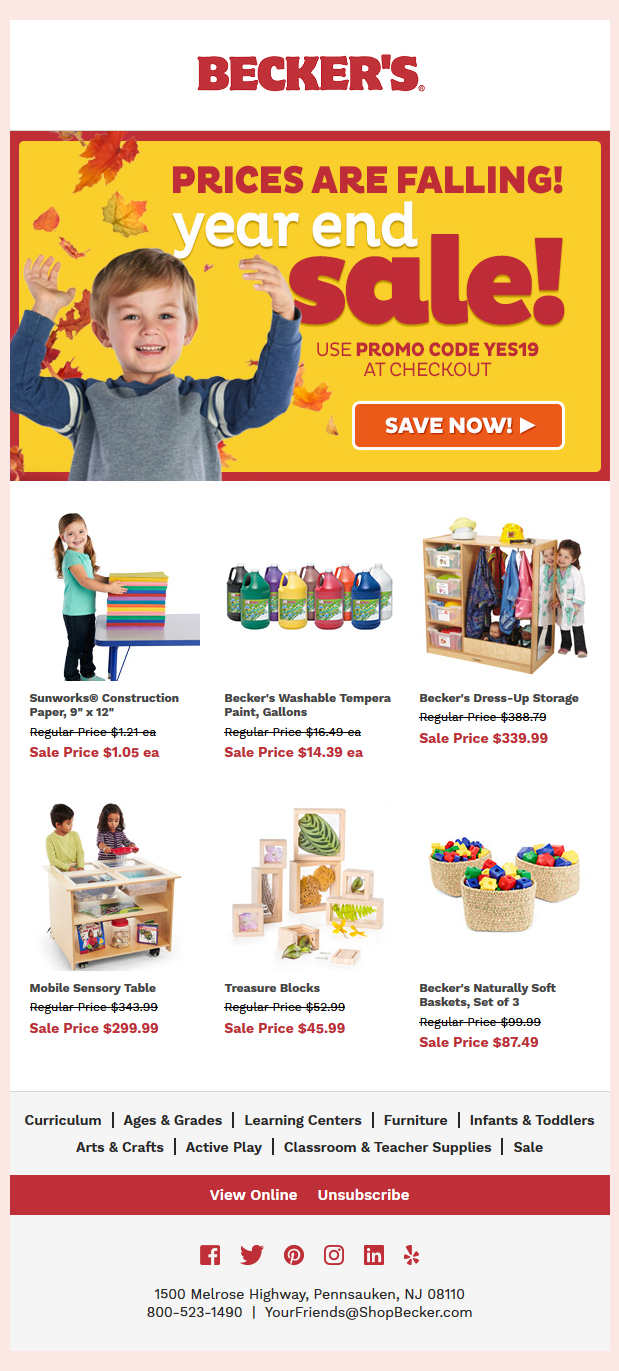 BECKER'S®
PRICES ARE FALLING!
year end
sale!
USE PROMO CODE YES19
AT CHECKOUT
SAVE NOW! ▶
Sunworks® Construction
Paper, 9" x 12"
Regular Price $1.21 ea
Sale Price $1.05 ea
Becker's Washable Tempera
Paint, Gallons
Regular Price $16.49 ea
Sale Price $14.39 ea
Becker's Dress-Up Storage
Regular Price $388.79
Sale Price $339.99
Mobile Sensory Table
Regular Price $343.99
Sale Price $299.99
Treasure Blocks
Regular Price $52.99
Sale Price $45.99
Becker's Naturally Soft
Baskets, Set of 3
Regular Price $99.99
Sale Price $87.49
Curriculum | Ages & Grades | Learning Centers | Furniture | Infants & Toddlers
Arts & Crafts | Active Play | Classroom & Teacher Supplies | Sale
View Online Unsubscribe
1500 Melrose Highway, Pennsauken, NJ 08110
800-523-1490 | YourFriends@ShopBecker.com